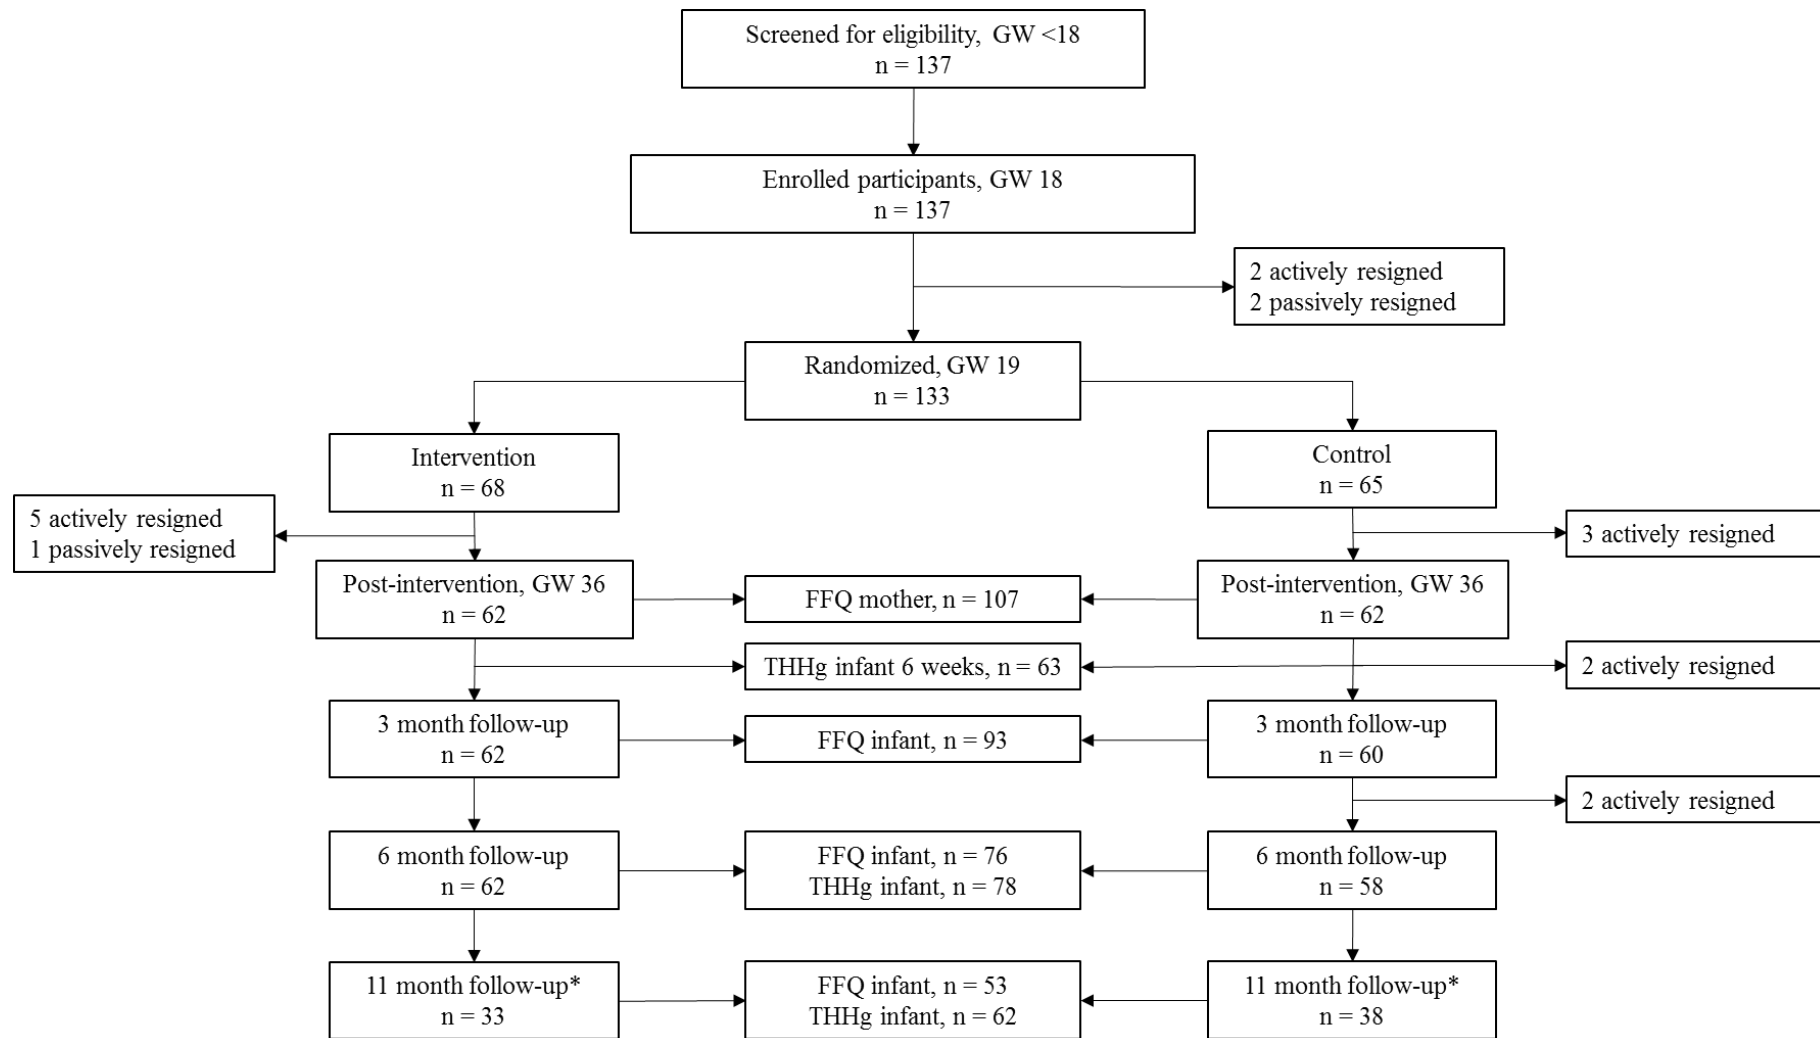 Screened for eligibility, GW <18
n = 137
Enrolled participants, GW 18
n = 137
2 actively resigned
2 passively resigned
Randomized, GW 19
n = 133
Intervention
n = 68
Control
n = 65
5 actively resigned
1 passively resigned
3 actively resigned
Post-intervention, GW 36
n = 62
FFQ mother, n = 107
Post-intervention, GW 36
n = 62
THHg infant 6 weeks, n = 63
2 actively resigned
3 month follow-up
n = 62
FFQ infant, n = 93
3 month follow-up
n = 60
2 actively resigned
6 month follow-up
n = 62
FFQ infant, n = 76
THHg infant, n = 78
6 month follow-up
n = 58
11 month follow-up*
n = 33
FFQ infant, n = 53
THHg infant, n = 62
11 month follow-up*
n = 38